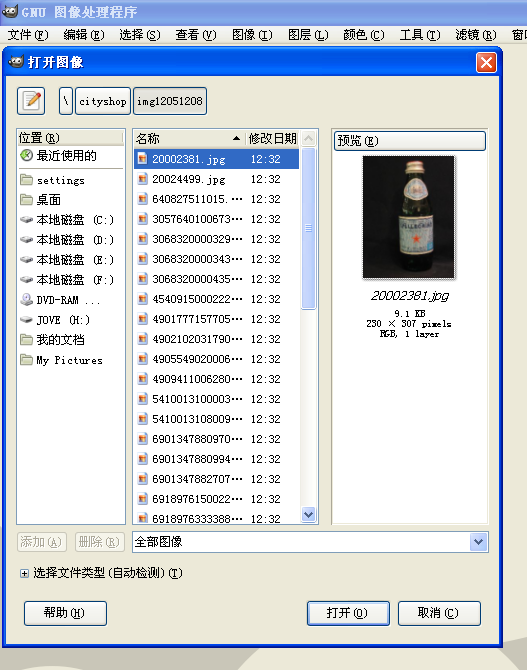 GNU 图像处理程序
文件(F) 编辑(E) 选择(S) 查看(V) 图像(I) 图层(L) 颜色(C) 工具(T) 滤镜(R) 窗口
打开图像
\ cityshop img12051208
位置(R)
最近使用的
settings
桌面
本地磁盘 (C:)
本地磁盘 (D:)
本地磁盘 (E:)
本地磁盘 (F:)
DVD-RAM ...
JOVE (H:)
我的文档
My Pictures
名称 修改日期
20002381.jpg 12:32
20024499.jpg 12:32
640827511015.… 12:32
3057640100673… 12:32
3068320000329… 12:32
3068320000343… 12:32
3068320000435… 12:32
4540915000222… 12:32
4901777157705… 12:32
4902102031790… 12:32
4905549020006… 12:32
4909411006280… 12:32
5410013100003… 12:32
5410013108009… 12:32
6901347880970… 12:32
6901347880994… 12:32
6901347882707… 12:32
6918976150022… 12:32
6918976333388… 12:32
预览(E)
S.PELLEGRINO
20002381.jpg
9.1 KB
230 × 307 pixels
RGB, 1 layer
添加(A) 删除(R)
全部图像
选择文件类型(自动检测)(T)
帮助(H) 打开(O) 取消(C)